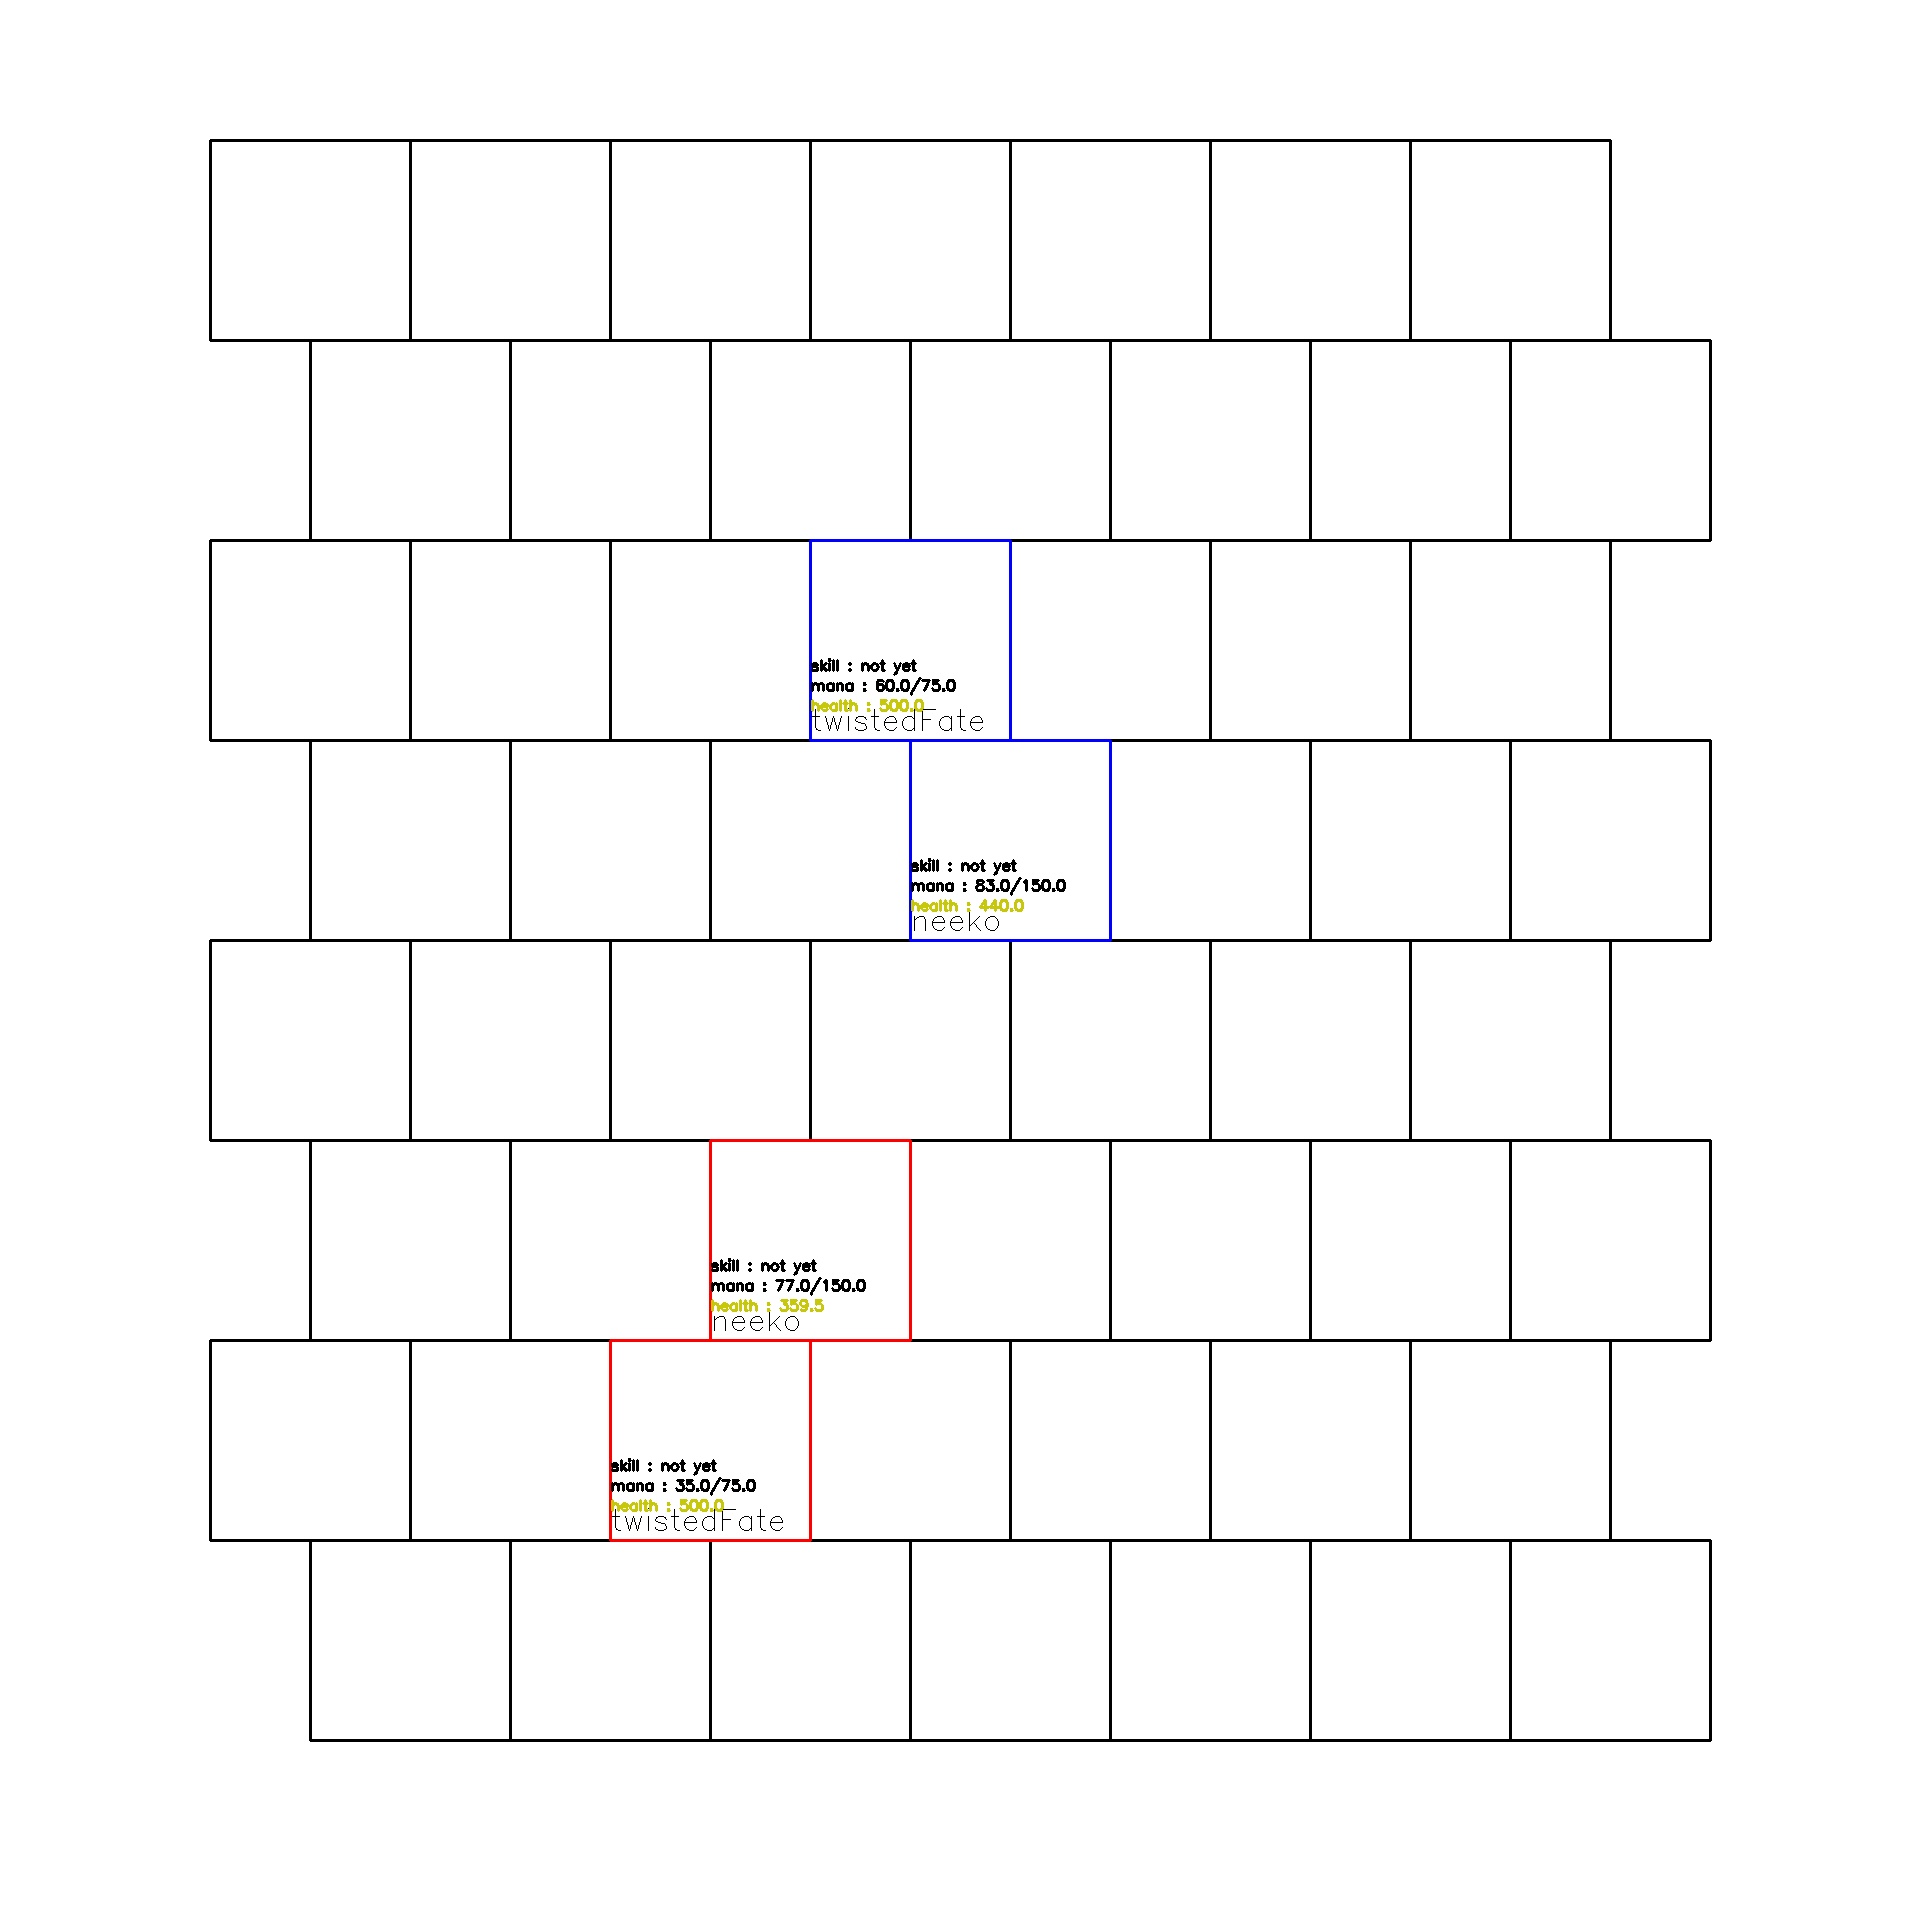 skill : not yet
mana : 60.0/75.0
health : 500.0
twistedFate
skill : not yet
mana : 83.0/150.0
health : 440.0
neeko
skill : not yet
mana : 77.0/150.0
health : 359.5
neeko
skill : not yet
mana : 35.0/75.0
health : 500.0
twistedFate